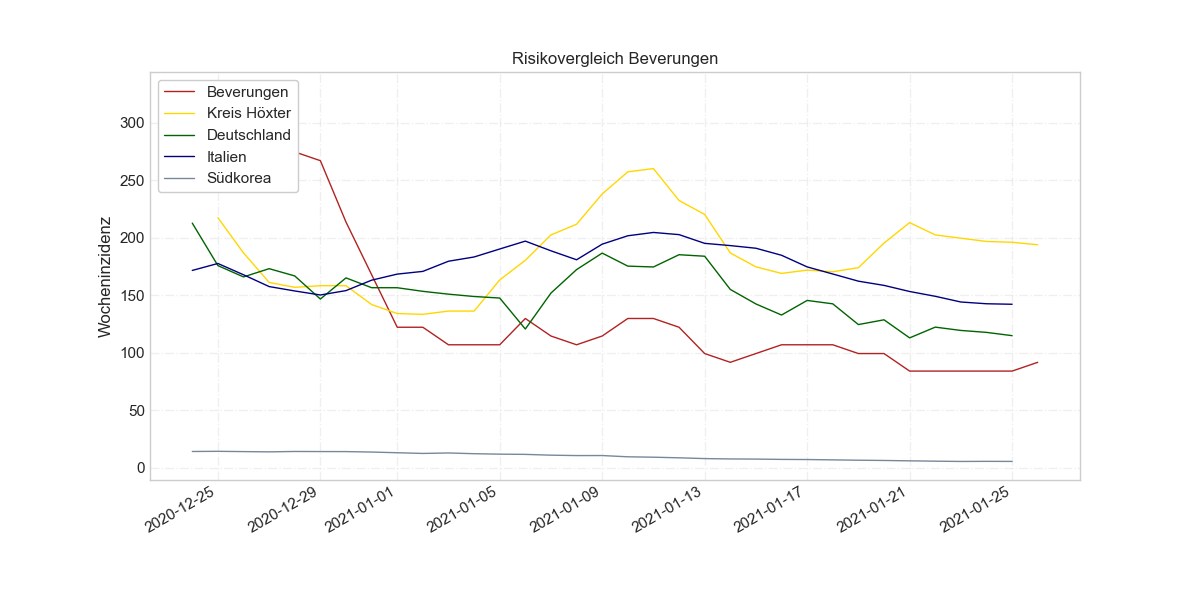 Risikovergleich Beverungen
Beverungen
Kreis Höxter
Deutschland
Italien
Südkorea
Wocheninzidenz
300
250
200
150
100
50
0
2020-12-25
2020-12-29
2021-01-01
2021-01-05
2021-01-09
2021-01-13
2021-01-17
2021-01-21
2021-01-25